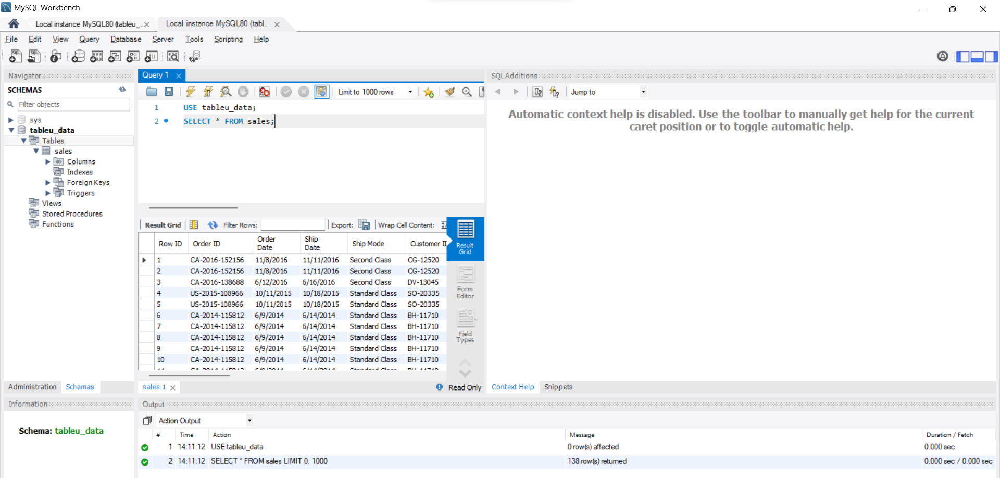 MySQL Workbench
Local instance MySQL80 (tableu_...
Local instance MySQL80 (tabl...
File Edit View Query Database Server Tools Scripting Help
Navigator
SCHEMAS
Filter objects
sys
tableu_data
Tables
sales
Columns
Indexes
Foreign Keys
Triggers
Views
Stored Procedures
Functions
Administration Schemas
Information
Schema: tableu_data
Query 1
Limit to 1000 rows
1 USE tableu_data;
2 SELECT * FROM sales;
Result Grid Filter Rows: Export: Wrap Cell Content:
Row ID Order ID Order Date Ship Date Ship Mode Customer ID
1 CA-2016-152156 11/8/2016 11/11/2016 Second Class CG-12520
2 CA-2016-152156 11/8/2016 11/11/2016 Second Class CG-12520
3 CA-2016-138688 6/12/2016 6/16/2016 Second Class DV-13045
4 US-2015-108966 10/11/2015 10/18/2015 Standard Class SO-20335
5 US-2015-108966 10/11/2015 10/18/2015 Standard Class SO-20335
6 CA-2014-115812 6/9/2014 6/14/2014 Standard Class BH-11710
7 CA-2014-115812 6/9/2014 6/14/2014 Standard Class BH-11710
8 CA-2014-115812 6/9/2014 6/14/2014 Standard Class BH-11710
9 CA-2014-115812 6/9/2014 6/14/2014 Standard Class BH-11710
10 CA-2014-115812 6/9/2014 6/14/2014 Standard Class BH-11710
Result Grid
Form Editor
Field Types
sales 1
Read Only
SQLAdditions
Jump to
Automatic context help is disabled. Use the toolbar to manually get help for the current
caret position or to toggle automatic help.
Context Help Snippets
Output
Action Output
# Time Action Message Duration / Fetch
1 14:11:12 USE tableu_data 0 row(s) affected 0.000 sec
2 14:11:12 SELECT * FROM sales LIMIT 0, 1000 138 row(s) returned 0.000 sec / 0.000 sec